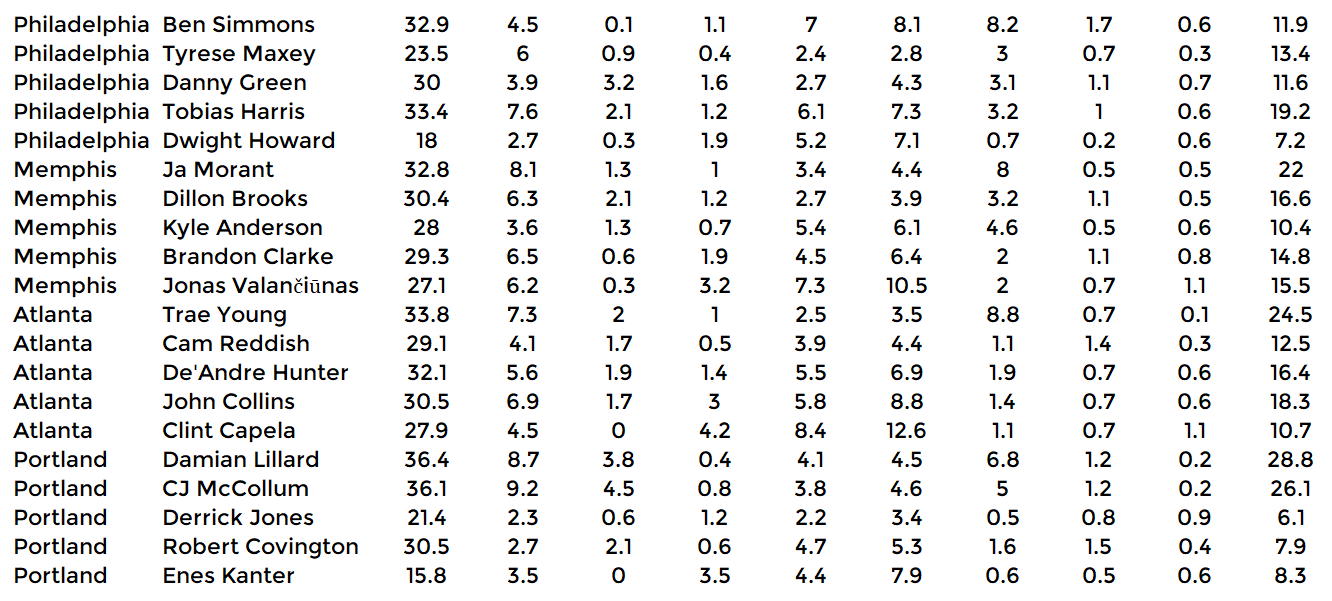 Philadelphia Ben Simmons 32.9 4.5 0.1 1.1 7 8.1 8.2 1.7 0.6 11.9
Philadelphia Tyrese Maxey 23.5 6 0.9 0.4 2.4 2.8 3 0.7 0.3 13.4
Philadelphia Danny Green 30 3.9 3.2 1.6 2.7 4.3 3.1 1.1 0.7 11.6
Philadelphia Tobias Harris 33.4 7.6 2.1 1.2 6.1 7.3 3.2 1 0.6 19.2
Philadelphia Dwight Howard 18 2.7 0.3 1.9 5.2 7.1 0.7 0.2 0.6 7.2
Memphis Ja Morant 32.8 8.1 1.3 1 3.4 4.4 8 0.5 0.5 22
Memphis Dillon Brooks 30.4 6.3 2.1 1.2 2.7 3.9 3.2 1.1 0.5 16.6
Memphis Kyle Anderson 28 3.6 1.3 0.7 5.4 6.1 4.6 0.5 0.6 10.4
Memphis Brandon Clarke 29.3 6.5 0.6 1.9 4.5 6.4 2 1.1 0.8 14.8
Memphis Jonas Valančiūnas 27.1 6.2 0.3 3.2 7.3 10.5 2 0.7 1.1 15.5
Atlanta Trae Young 33.8 7.3 2 1 2.5 3.5 8.8 0.7 0.1 24.5
Atlanta Cam Reddish 29.1 4.1 1.7 0.5 3.9 4.4 1.1 1.4 0.3 12.5
Atlanta De'Andre Hunter 32.1 5.6 1.9 1.4 5.5 6.9 1.9 0.7 0.6 16.4
Atlanta John Collins 30.5 6.9 1.7 3 5.8 8.8 1.4 0.7 0.6 18.3
Atlanta Clint Capela 27.9 4.5 0 4.2 8.4 12.6 1.1 0.7 1.1 10.7
Portland Damian Lillard 36.4 8.7 3.8 0.4 4.1 4.5 6.8 1.2 0.2 28.8
Portland CJ McCollum 36.1 9.2 4.5 0.8 3.8 4.6 5 1.2 0.2 26.1
Portland Derrick Jones 21.4 2.3 0.6 1.2 2.2 3.4 0.5 0.8 0.9 6.1
Portland Robert Covington 30.5 2.7 2.1 0.6 4.7 5.3 1.6 1.5 0.4 7.9
Portland Enes Kanter 15.8 3.5 0 3.5 4.4 7.9 0.6 0.5 0.6 8.3